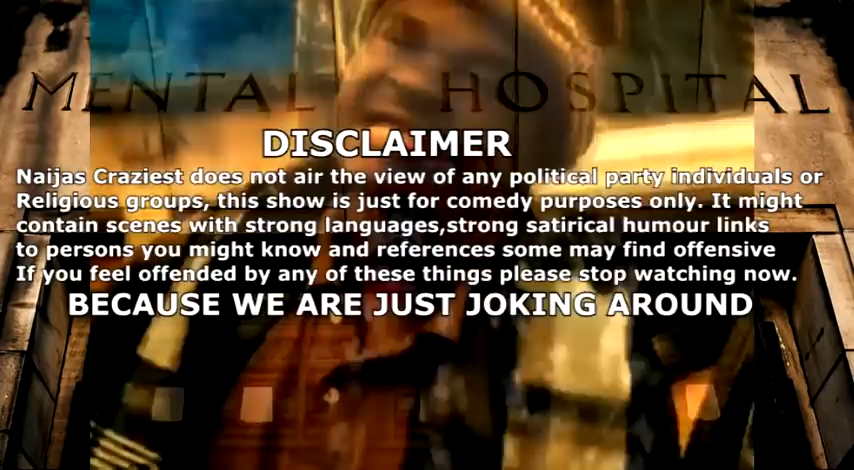 MENTAL HOSPITAL
DISCLAIMER
Naijas Craziest does not air the view of any political party individuals or
Religious groups, this show is just for comedy purposes only. It might
contain scenes with strong languages,strong satirical humour links
to persons you might know and references some may find offensive
If you feel offended by any of these things please stop watching now.
BECAUSE WE ARE JUST JOKING AROUND